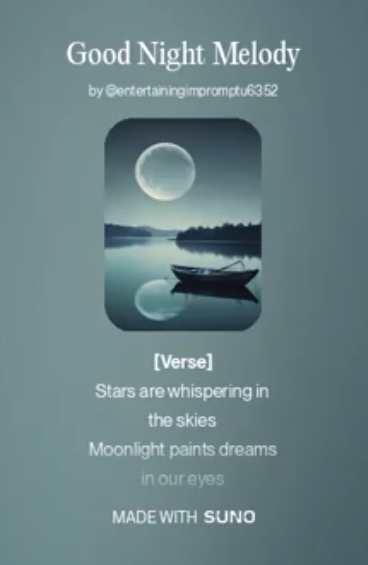 Good Night Melody
by @entertainingimpromptu6352
[Verse]
Stars are whispering in
the skies
Moonlight paints dreams
in our eyes
MADE WITH SUNO